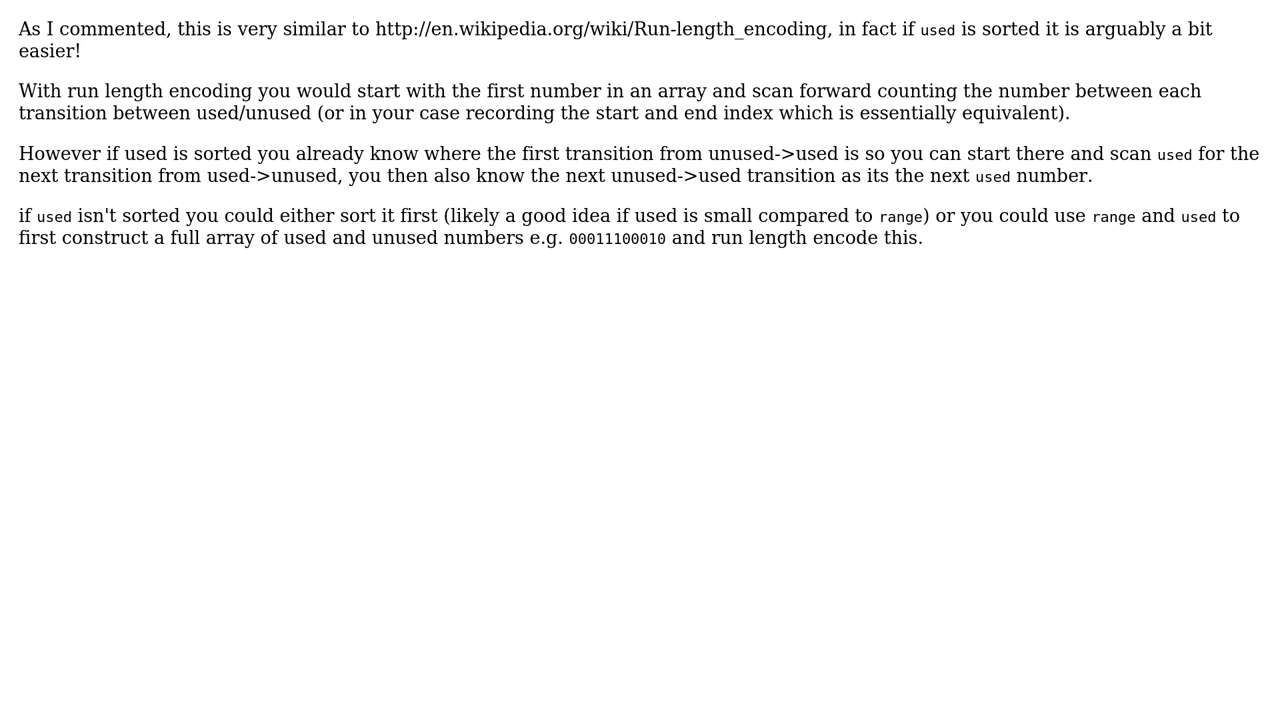 As I commented, this is very similar to http://en.wikipedia.org/wiki/Run-length_encoding, in fact if used is sorted it is arguably a bit
easier!
With run length encoding you would start with the first number in an array and scan forward counting the number between each
transition between used/unused (or in your case recording the start and end index which is essentially equivalent).
However if used is sorted you already know where the first transition from unused->used is so you can start there and scan used for the
next transition from used->unused, you then also know the next unused->used transition as its the next used number.
if used isn't sorted you could either sort it first (likely a good idea if used is small compared to range) or you could use range and used to
first construct a full array of used and unused numbers e.g. 00011100010 and run length encode this.